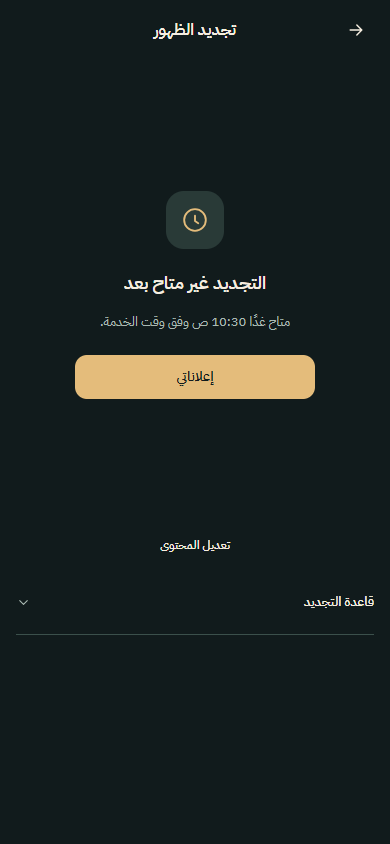 تجديد الظهور
التجديد غير متاح بعد
متاح غدًا 10:30 ص وفق وقت الخدمة.
إعلاناتي
تعديل المحتوى
قاعدة التجديد